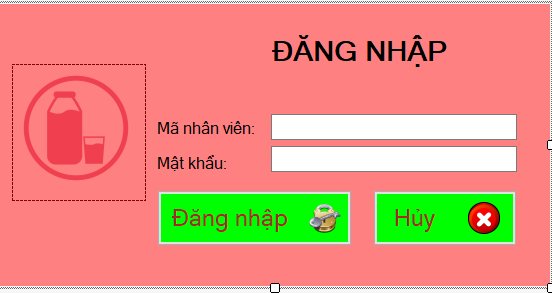 ĐĂNG NHẬP
Mã nhân viên:
Mật khẩu:
Đăng nhập
Hủy